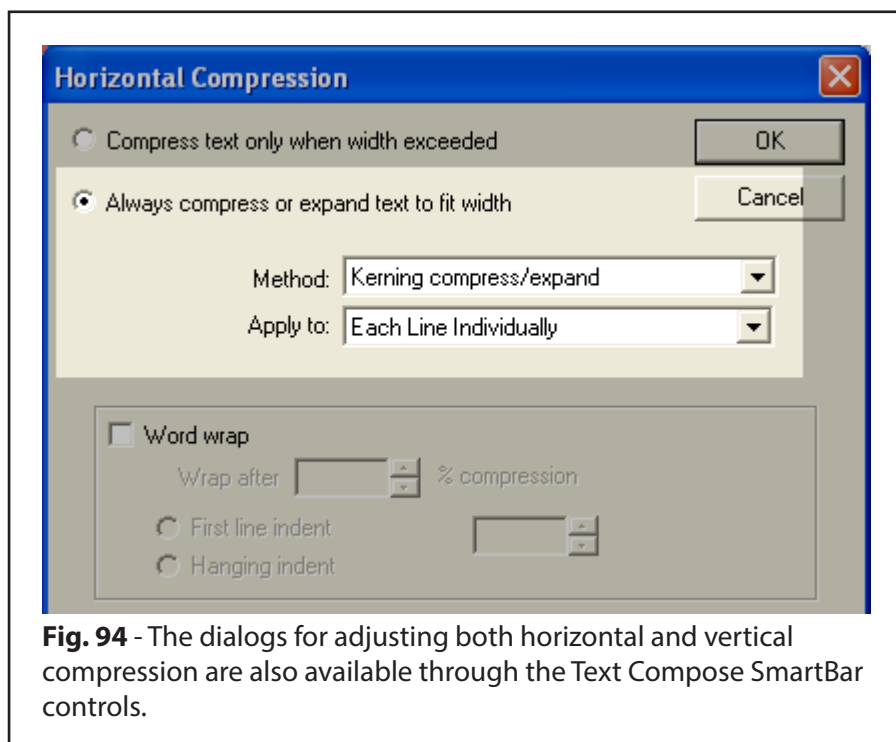 Horizontal Compression
Compress text only when width exceeded
OK
Always compress or expand text to fit width
Cancel
Method: Kerning compress/expand
Apply to: Each Line Individually
Word wrap
Wrap after % compression
First line indent
Hanging indent
Fig. 94 - The dialogs for adjusting both horizontal and vertical
compression are also available through the Text Compose SmartBar
controls.